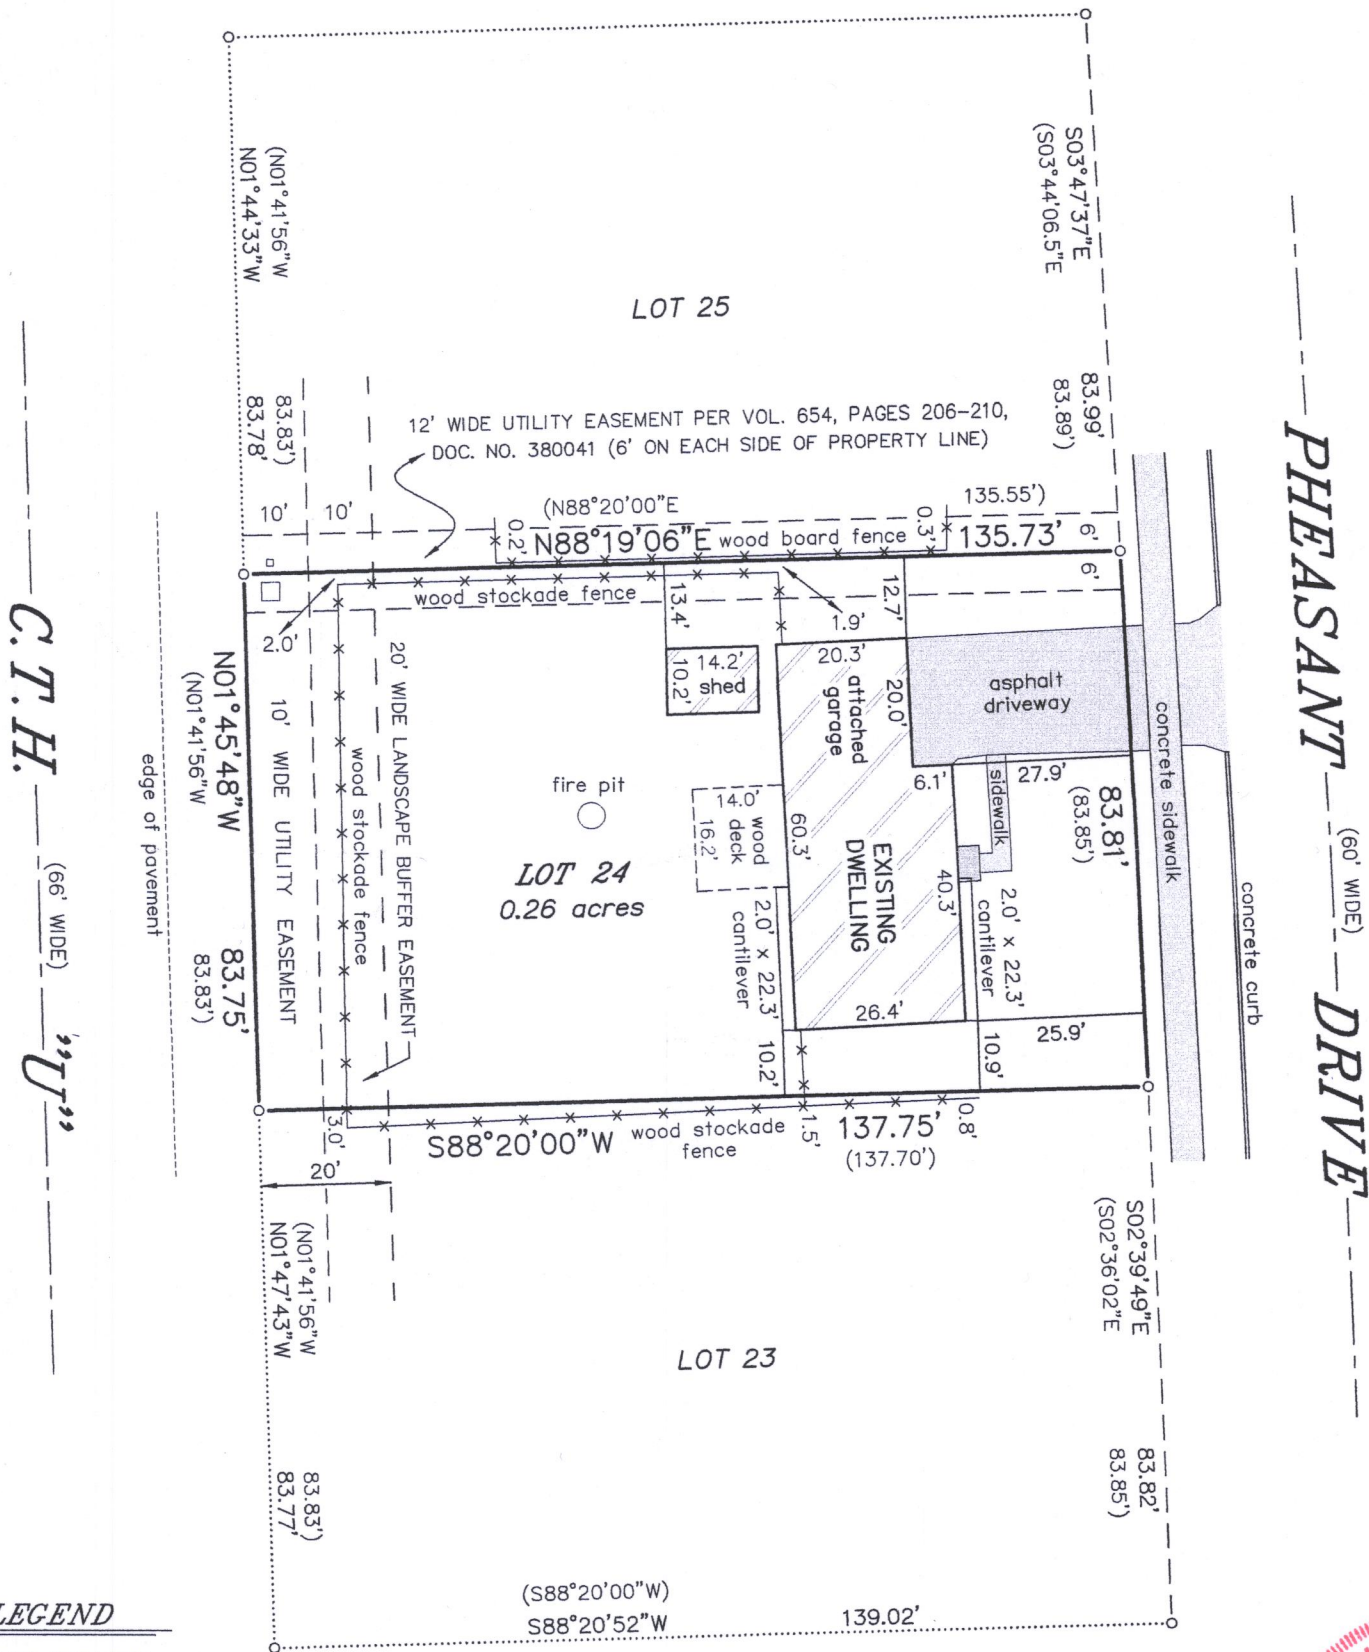 PHEASANT DRIVE
(60' WIDE)
S03°47'37"E 83.99'
(S03°44'06.5"E 83.89')
(N01°41'56"W 83.83')
N01°44'33"W 83.78'
LOT 25
12' WIDE UTILITY EASEMENT PER VOL. 654, PAGES 206-210,
DOC. NO. 380041 (6' ON EACH SIDE OF PROPERTY LINE)
10' 10'
(N88°20'00"E 135.55')
0.2' N88°19'06"E wood board fence 0.3' 135.73' 6'
6'
wood stockade fence
13.4'
12.7'
1.9'
2.0'
10.2' 14.2'
shed
20.3'
attached
garage
20.0'
asphalt
driveway
concrete sidewalk
concrete curb
20' WIDE LANDSCAPE BUFFER EASEMENT
wood stockade fence
10' WIDE UTILITY EASEMENT
N01°45'48"W 83.75'
(N01°41'56"W 83.83')
edge of pavement
C.T.H. "U"
(66' WIDE)
fire pit
LOT 24
0.26 acres
14.0' wood
16.2' deck
60.3'
EXISTING
DWELLING
6.1'
sidewalk
27.9'
83.81'
(83.85')
40.3'
2.0' x 22.3'
cantilever
2.0' x 22.3'
cantilever
26.4'
25.9'
10.2'
10.9'
3.0'
S88°20'00"W wood stockade
fence
1.5' 137.75'
(137.70')
0.8'
20'
(N01°41'56"W 83.83')
N01°47'43"W 83.77'
S02°39'49"E 83.82'
(S02°36'02"E 83.85')
LOT 23
(S88°20'00"W)
S88°20'52"W 139.02'
LEGEND